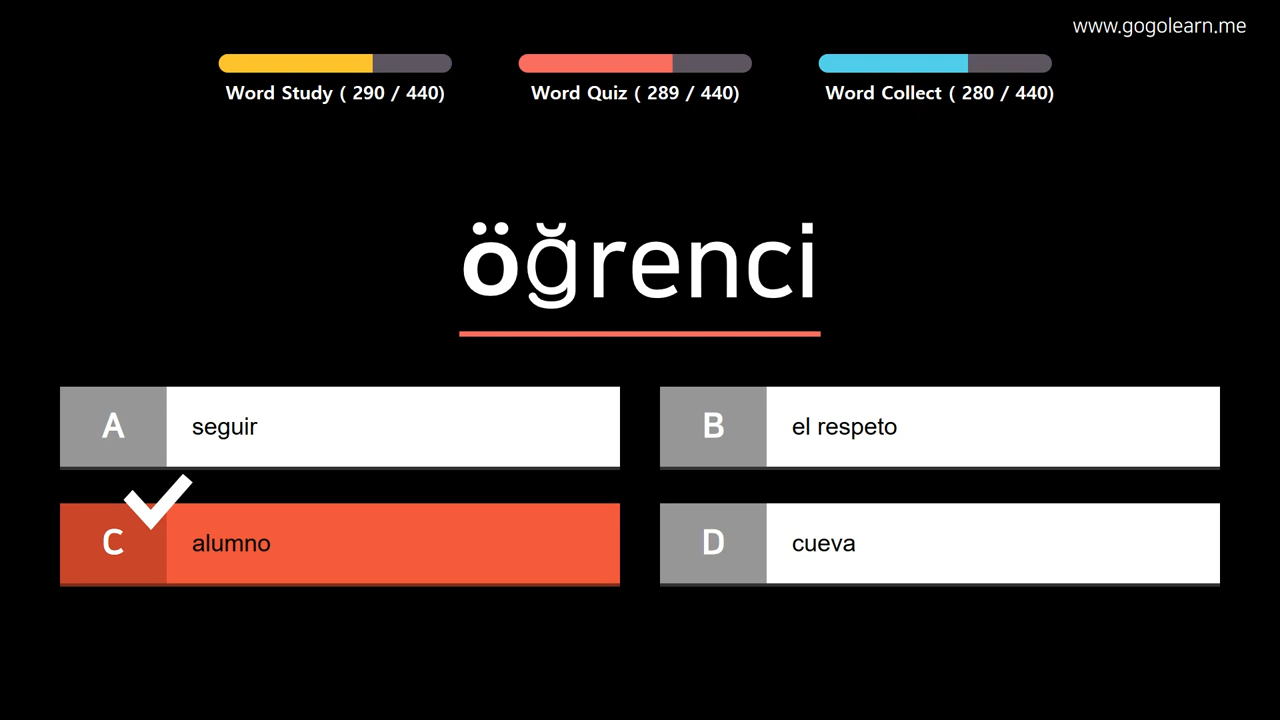 www.gogolearn.me
Word Study ( 290 / 440)
Word Quiz ( 289 / 440)
Word Collect ( 280 / 440)
öğrenci
A seguir
B el respeto
C alumno
D cueva